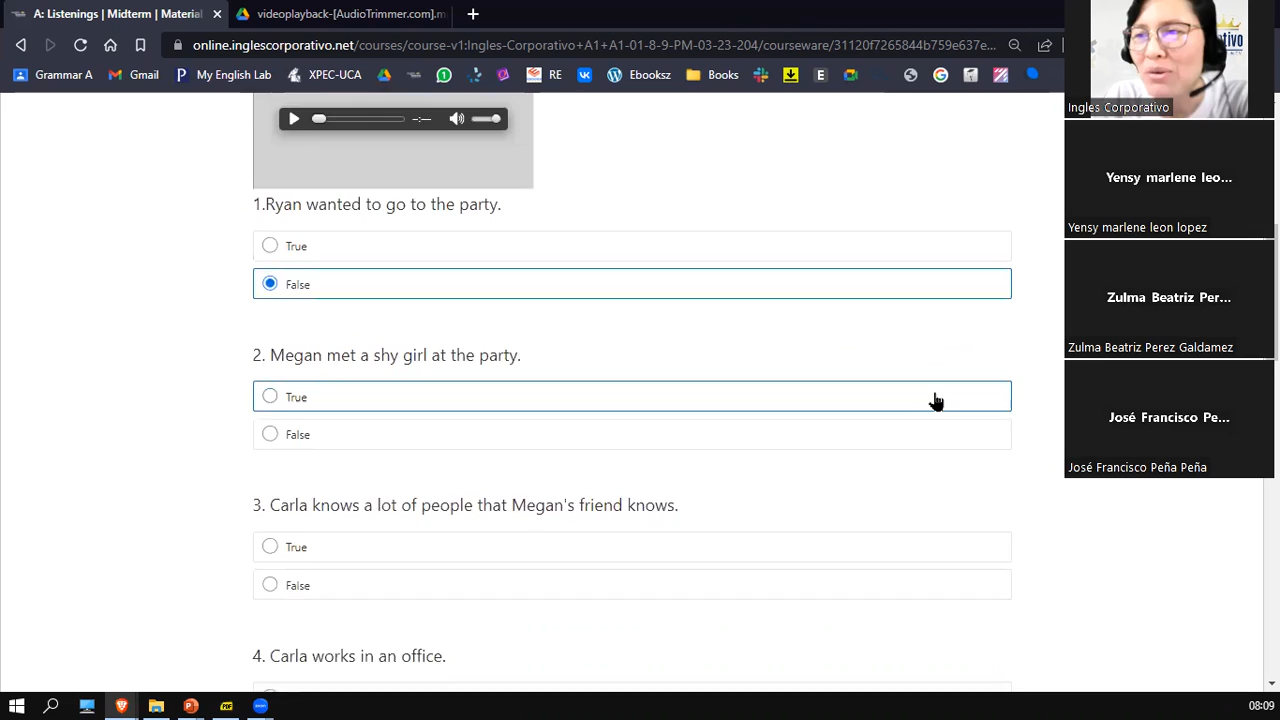 A: Listenings | Midterm | Material
videoplayback-[AudioTrimmer.com].m
online.inglescorporativo.net/courses/course-v1:Ingles-Corporativo+A1+A1-01-8-9-PM-03-23-204/courseware/31120f7265844b759e637e...
Grammar A
Gmail
My English Lab
XPEC-UCA
RE
WordPress
Ebooksz
Books
Ingles Corporativo
-:--
1.Ryan wanted to go to the party.
True
False
2. Megan met a shy girl at the party.
True
False
3. Carla knows a lot of people that Megan's friend knows.
True
False
4. Carla works in an office.
Yensy marlene leo...
Yensy marlene leon lopez
Zulma Beatriz Per...
Zulma Beatriz Perez Galdamez
José Francisco Pe...
José Francisco Peña Peña
08:09